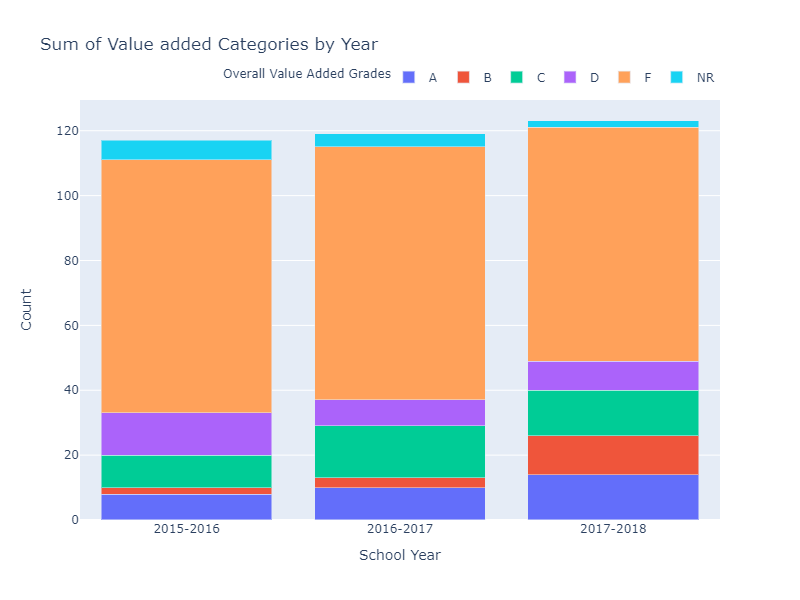 Sum of Value added Categories by Year
Overall Value Added Grades A B C D F NR
120
100
80
60
40
20
0
Count
2015-2016 2016-2017 2017-2018
School Year